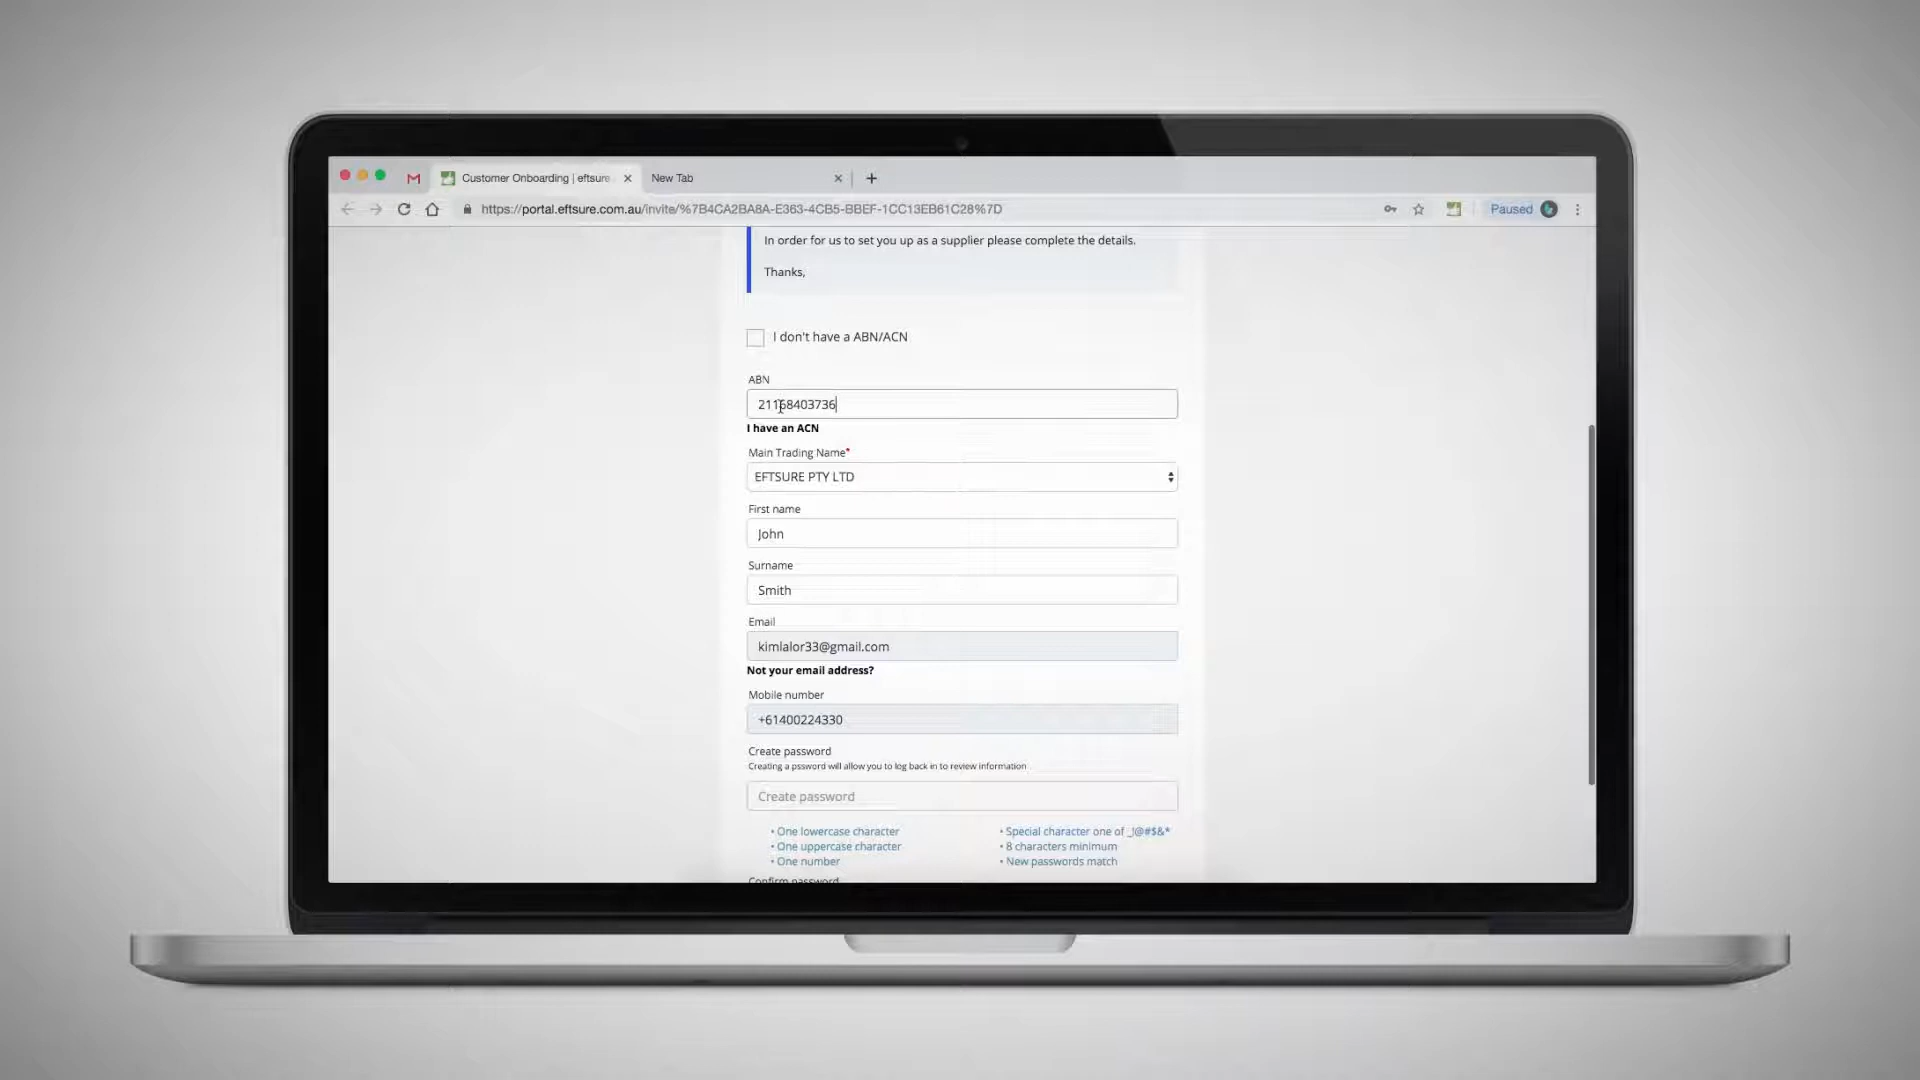 Customer Onboarding | eftsure
New Tab
https://portal.eftsure.com.au/invite/%7B4CA2BA8A-E363-4CB5-BBEF-1CC13EB61C28%7D
Paused
In order for us to set you up as a supplier please complete the details.
Thanks,
I don't have a ABN/ACN
ABN
21168403736
I have an ACN
Main Trading Name*
EFTSURE PTY LTD
First name
John
Surname
Smith
Email
kimlalor33@gmail.com
Not your email address?
Mobile number
+61400224330
Create password
Creating a pssword will allow you to log back in to review information
Create password
• One lowercase character
• Special character one of _!@#$&*
• One uppercase character
• 8 characters minimum
• One number
• New passwords match
Confirm password